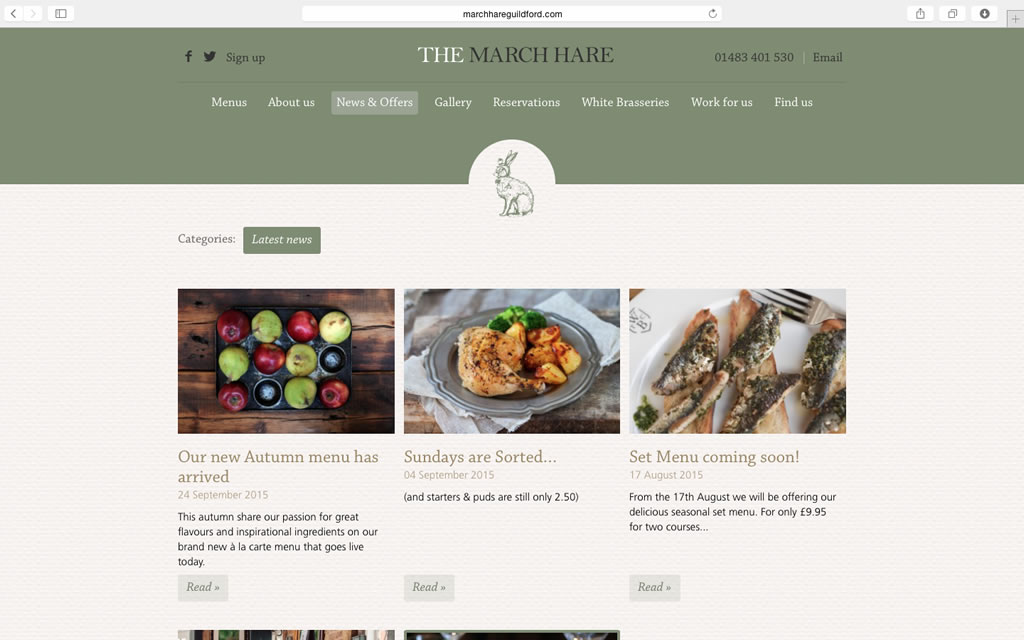 marchhareguildford.com
Sign up
THE MARCH HARE
01483 401 530 | Email
Menus
About us
News & Offers
Gallery
Reservations
White Brasseries
Work for us
Find us
Categories:
Latest news
Our new Autumn menu has
arrived
24 September 2015
This autumn share our passion for great
flavours and inspirational ingredients on our
brand new à la carte menu that goes live
today.
Read »
Sundays are Sorted...
04 September 2015
(and starters & puds are still only 2.50)
Read »
Set Menu coming soon!
17 August 2015
From the 17th August we will be offering our
delicious seasonal set menu. For only £9.95
for two courses...
Read »